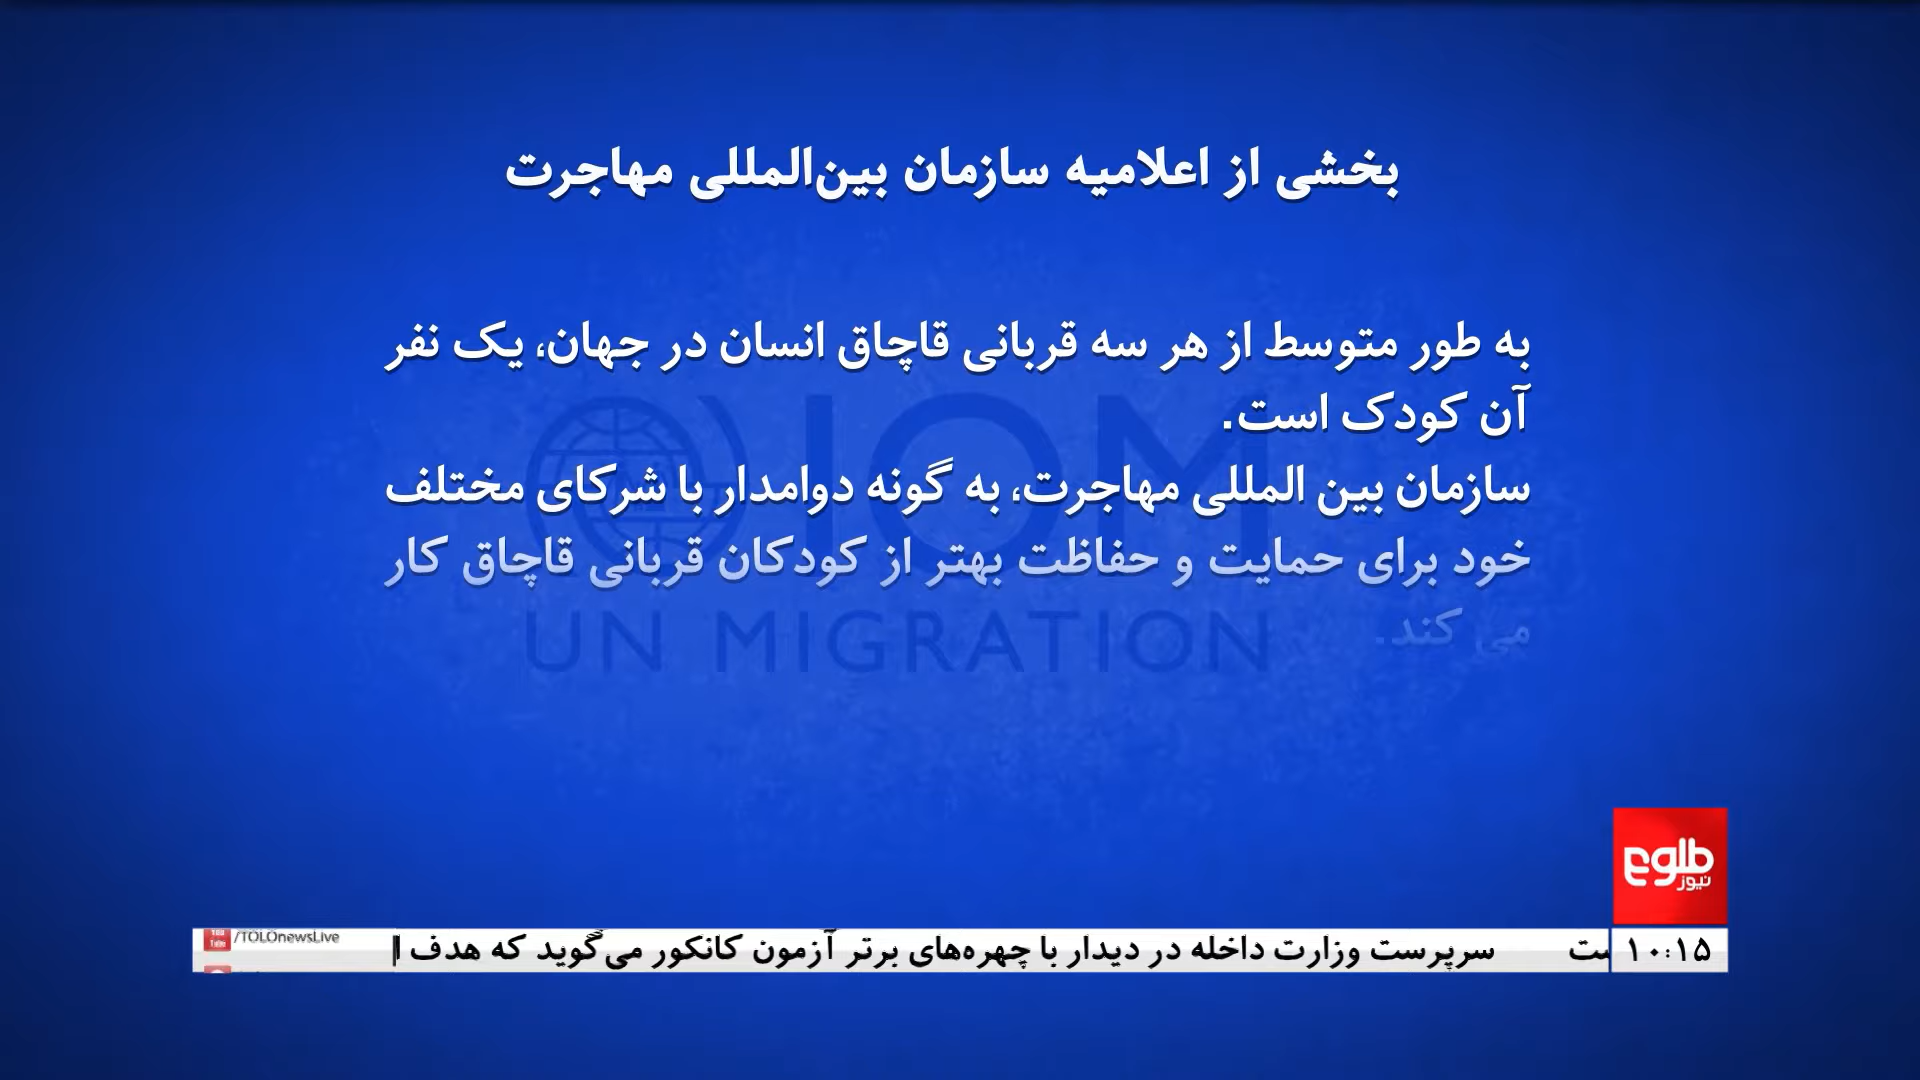 بخشی از اعلامیه سازمان بین‌المللی مهاجرت
به طور متوسط از هر سه قربانی قاچاق انسان در جهان، یک نفر
آن کودک است.
سازمان بین المللی مهاجرت، به گونه دوامدار با شرکای مختلف
خود برای حمایت و حفاظت بهتر از کودکان قربانی قاچاق کار
می کند.
IOM
UN MIGRATION
طلوع
نیوز
۱۰:۱۵
سرپرست وزارت داخله در دیدار با چهره‌های برتر آزمون کانکور می‌گوید که هدف
/TOLOnewsLive